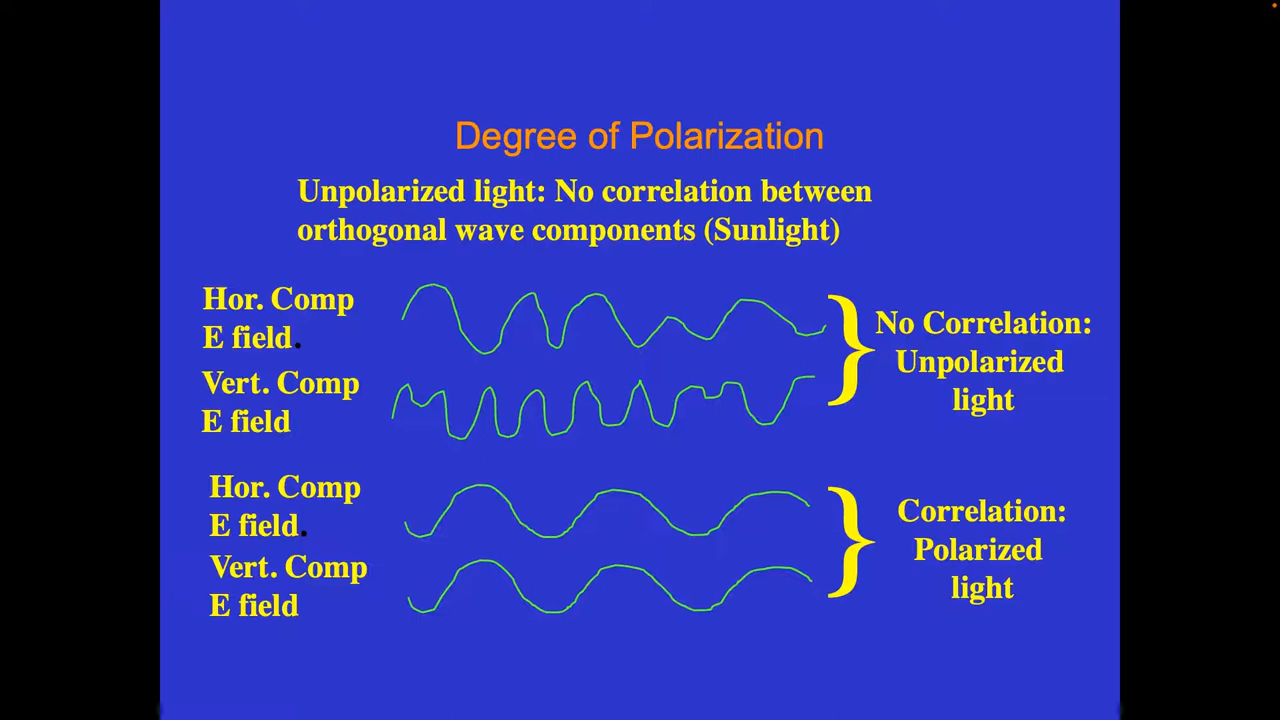 Degree of Polarization
Unpolarized light: No correlation between
orthogonal wave components (Sunlight)
Hor. Comp
E field.
Vert. Comp
E field
No Correlation:
Unpolarized
light
Hor. Comp
E field.
Vert. Comp
E field
Correlation:
Polarized
light